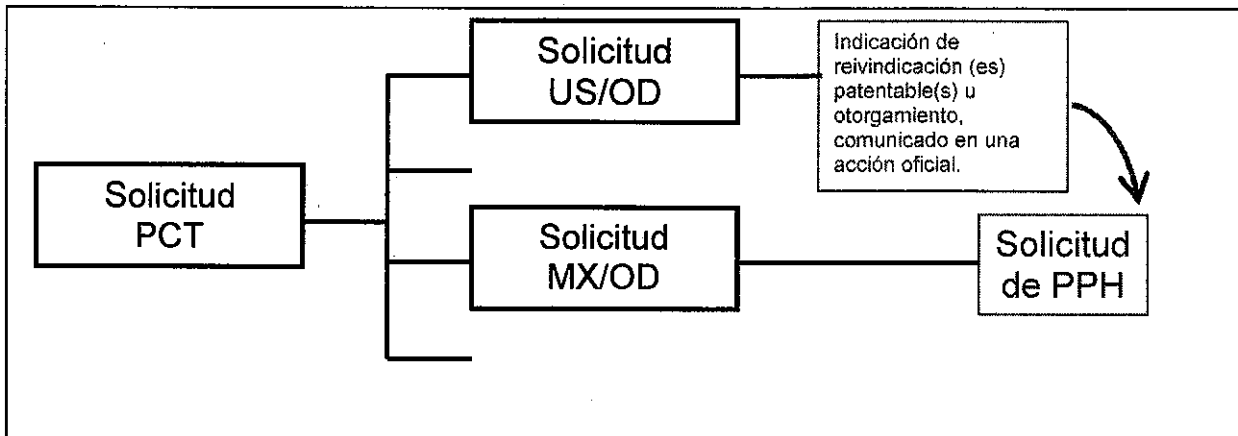 Solicitud
US/OD
Indicación de
reivindicación (es)
patentable(s) u
otorgamiento,
comunicado en una
acción oficial.
Solicitud
PCT
Solicitud
MX/OD
Solicitud
de PPH